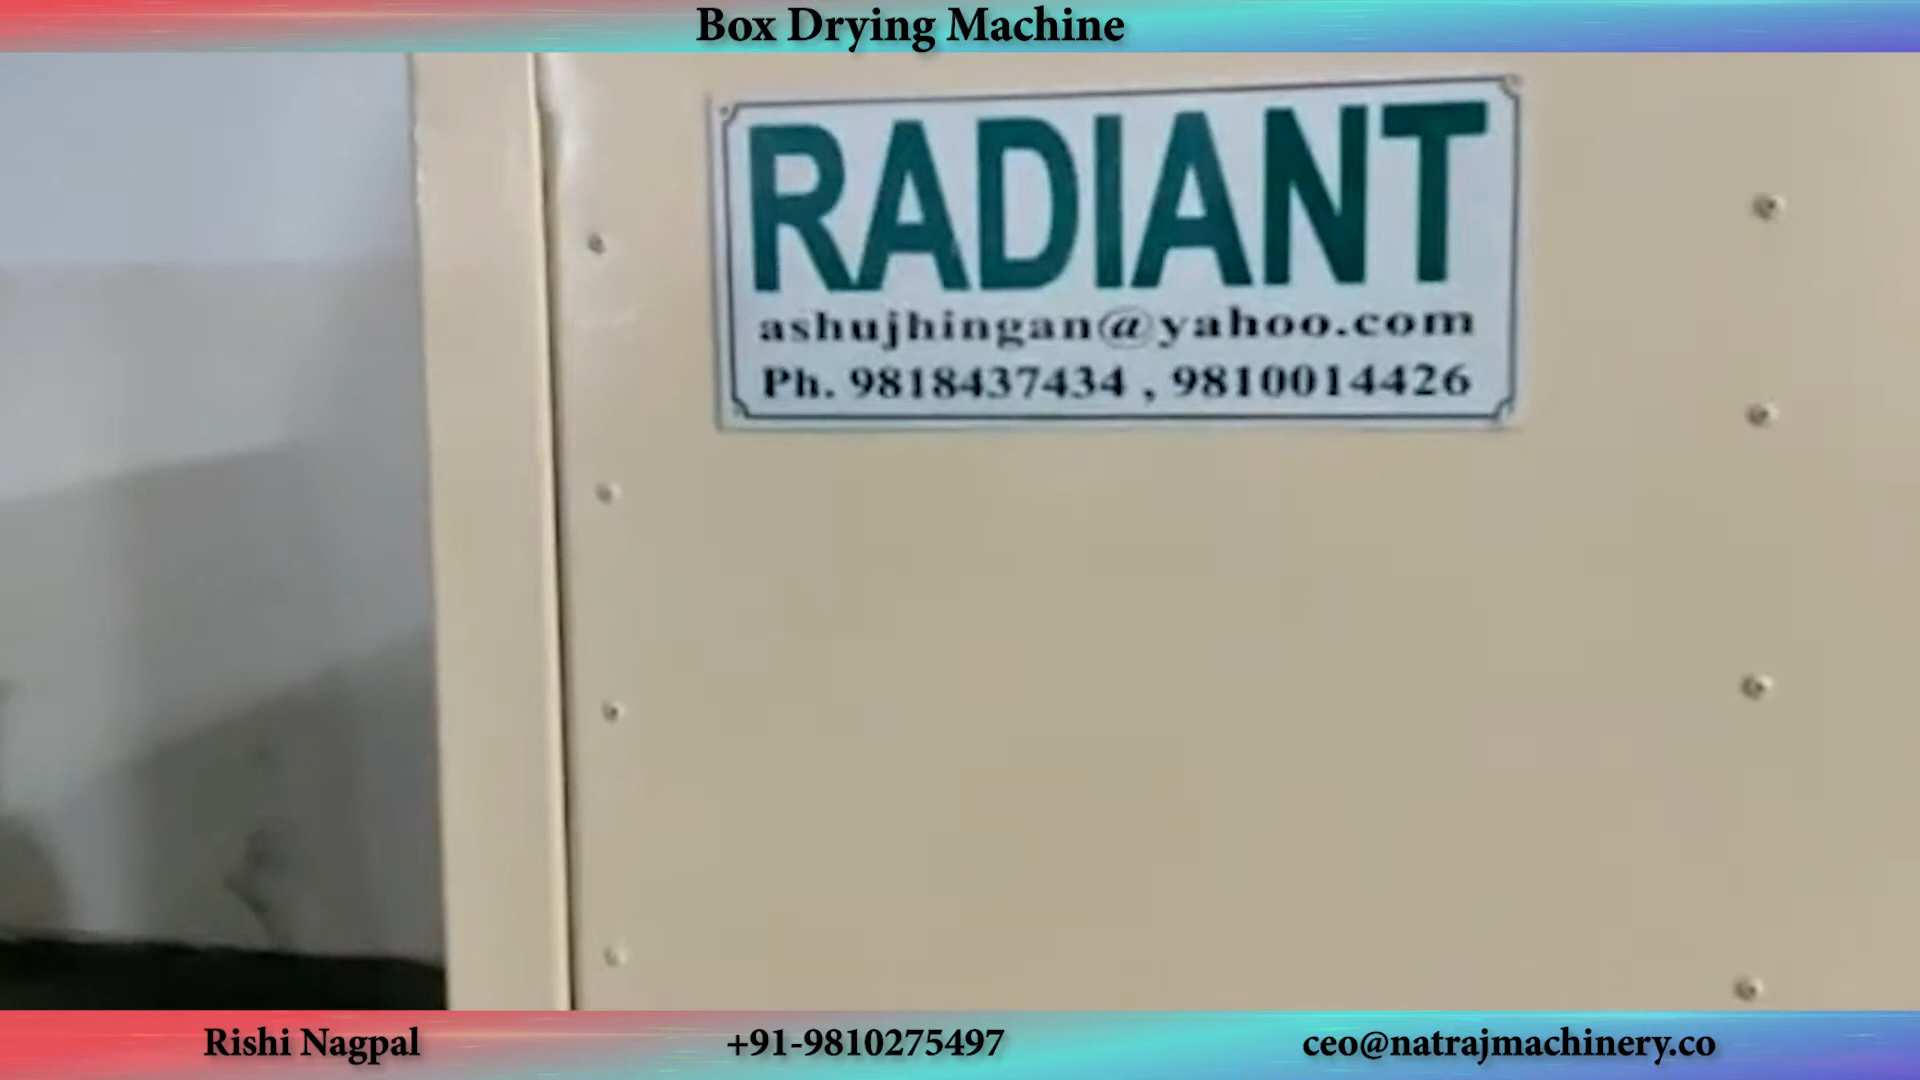 Box Drying Machine
RADIANT
ashujhingan@yahoo.com
Ph. 9818437434 , 9810014426
Rishi Nagpal
+91-9810275497
ceo@natrajmachinery.co